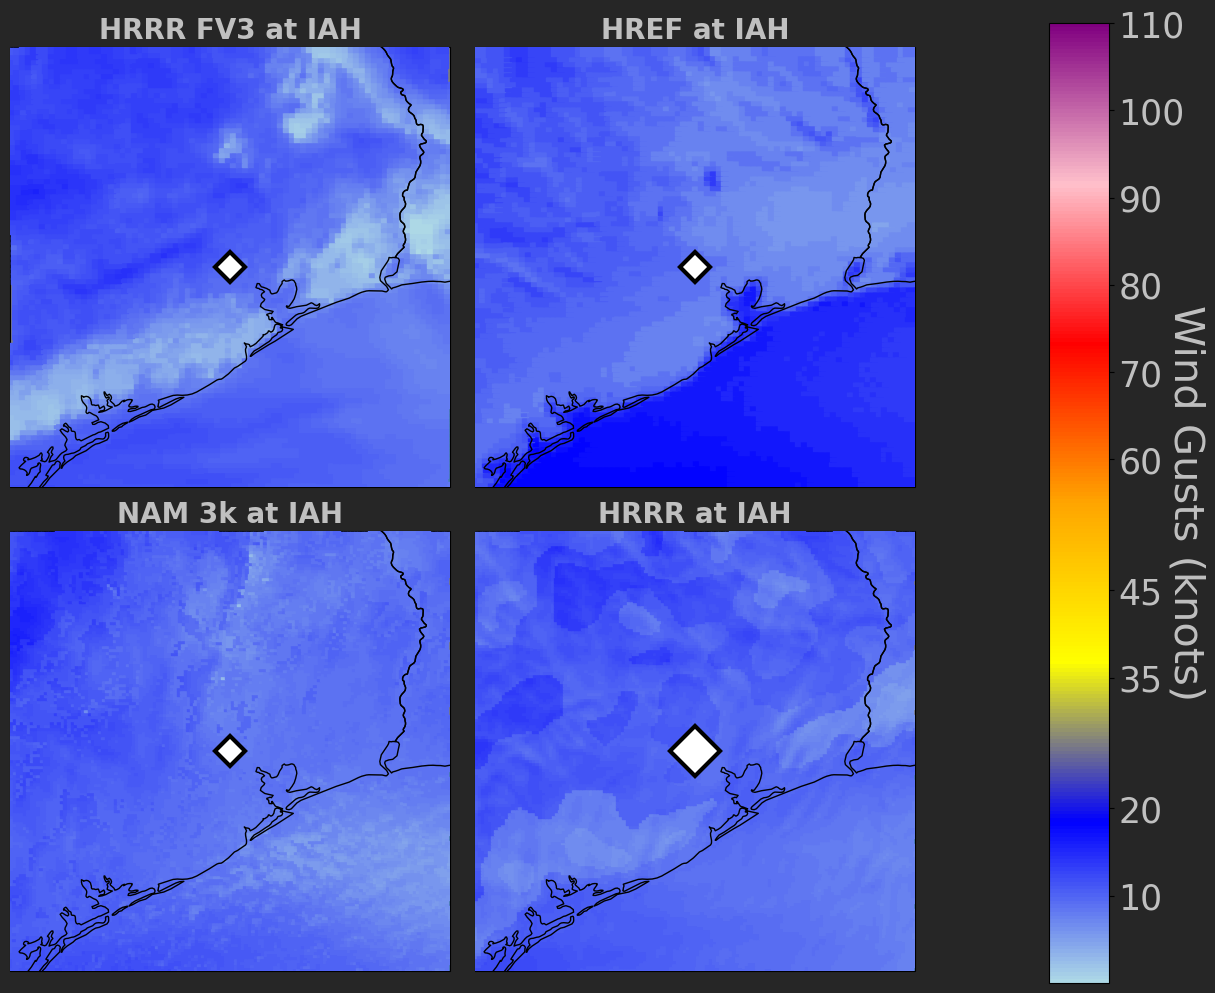 HRRR FV3 at IAH
HREF at IAH
NAM 3k at IAH
HRRR at IAH
110
100
90
80
70
60
45
35
20
10
Wind Gusts (knots)